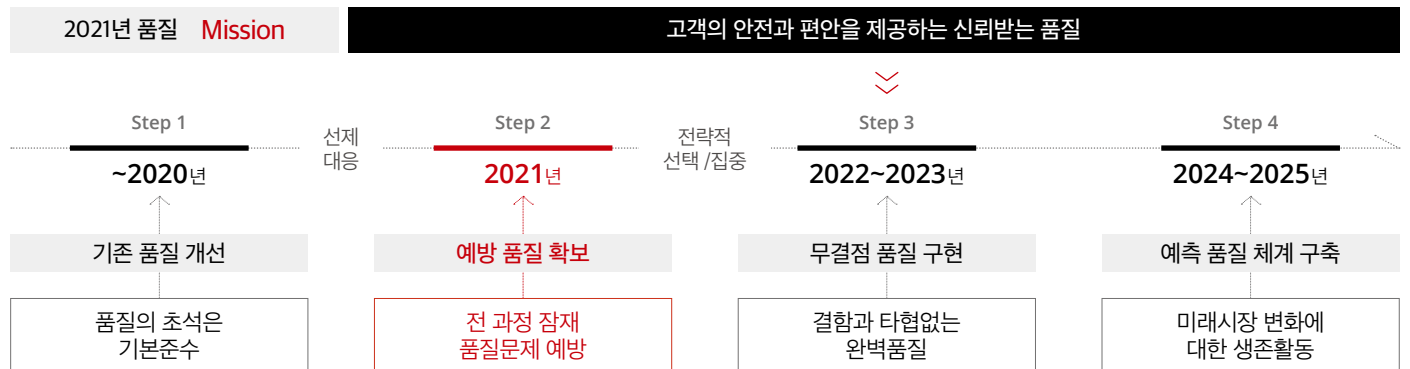 2021년 품질 Mission
고객의 안전과 편안을 제공하는 신뢰받는 품질
Step 1
~2020년
기존 품질 개선
품질의 초석은
기본준수
선제
대응
Step 2
2021년
예방 품질 확보
전 과정 잠재
품질문제 예방
전략적
선택 /집중
Step 3
2022~2023년
무결점 품질 구현
결함과 타협없는
완벽품질
Step 4
2024~2025년
예측 품질 체계 구축
미래시장 변화에
대한 생존활동